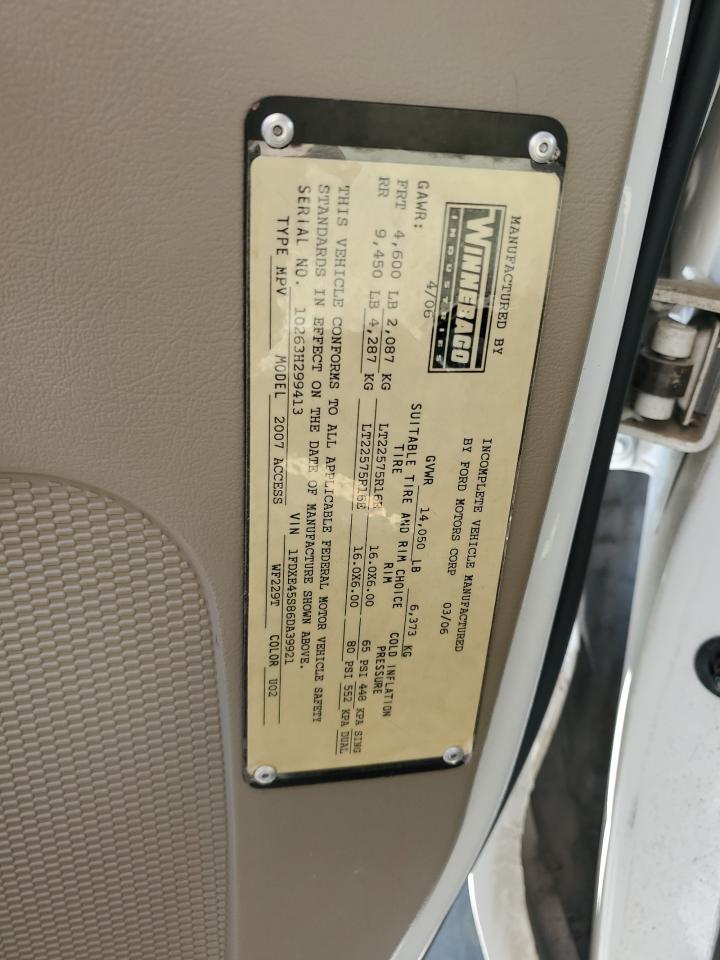 MANUFACTURED BY
WINNEBAGO
INDUSTRIES
4/06
INCOMPLETE VEHICLE MANUFACTURED
BY FORD MOTORS CORP 03/06
GVWR 14,050 LB 6,373 KG
GAWR: SUITABLE TIRE AND RIM CHOICE
TIRE RIM COLD INFLATION
PRESSURE
FRT 4,600 LB 2,087 KG LT22575R16E 16.0X6.00 65 PSI 448 KPA SING
RR 9,450 LB 4,287 KG LT22575R16E 16.0X6.00 80 PSI 552 KPA DUAL
THIS VEHICLE CONFORMS TO ALL APPLICABLE FEDERAL MOTOR VEHICLE SAFETY
STANDARDS IN EFFECT ON THE DATE OF MANUFACTURE SHOWN ABOVE.
SERIAL NO. 10263H299413 VIN 1FDXE45S86DA39921
TYPE MPV MODEL 2007 ACCESS WF229T COLOR U02